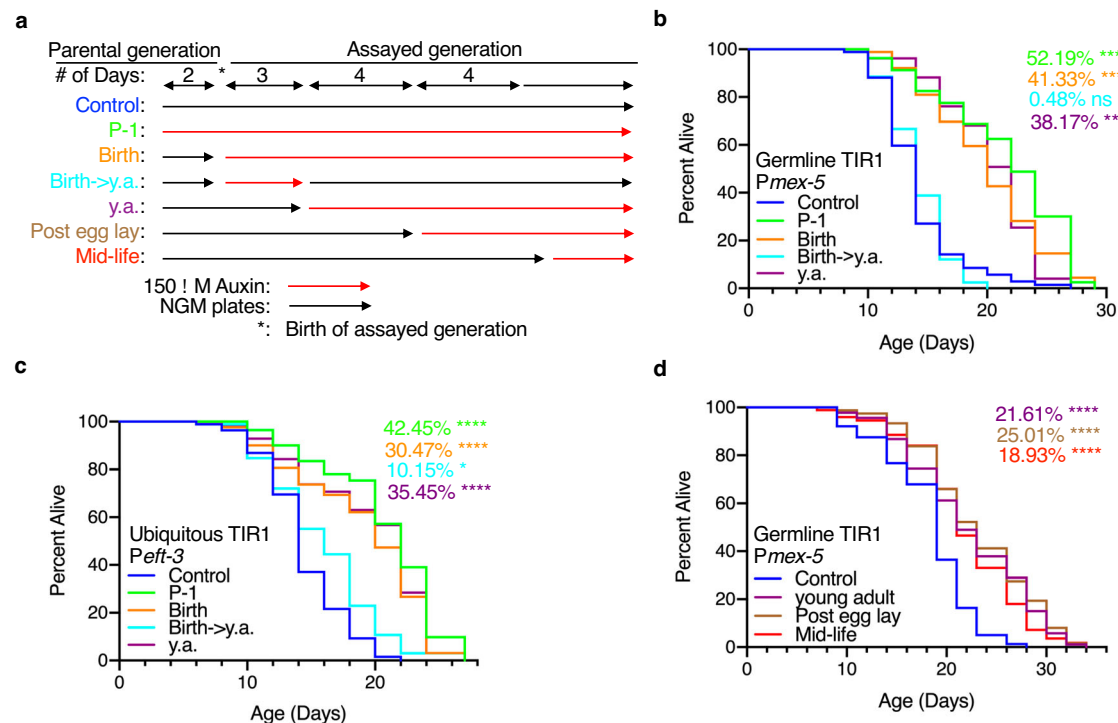 a
Parental generation Assayed generation
# of Days: 2 * 3 4 4
Control:
P-1:
Birth:
Birth->y.a.:
y.a.:
Post egg lay:
Mid-life:
150 ! M Auxin:
NGM plates:
*: Birth of assayed generation
b
Percent Alive
100
80
60
40
20
0
0 10 20 30
Age (Days)
52.19% ***
41.33% **
0.48% ns
38.17% **
Germline TIR1
Pmex-5
Control
P-1
Birth
Birth->y.a.
y.a.
c
Percent Alive
100
80
60
40
20
0
0 20
Age (Days)
42.45% ****
30.47% ****
10.15% *
35.45% ****
Ubiquitous TIR1
Peft-3
Control
P-1
Birth
Birth->y.a.
y.a.
d
Percent Alive
100
80
60
40
20
0
0 10 20 30
Age (Days)
21.61% ****
25.01% ****
18.93% ****
Germline TIR1
Pmex-5
Control
young adult
Post egg lay
Mid-life